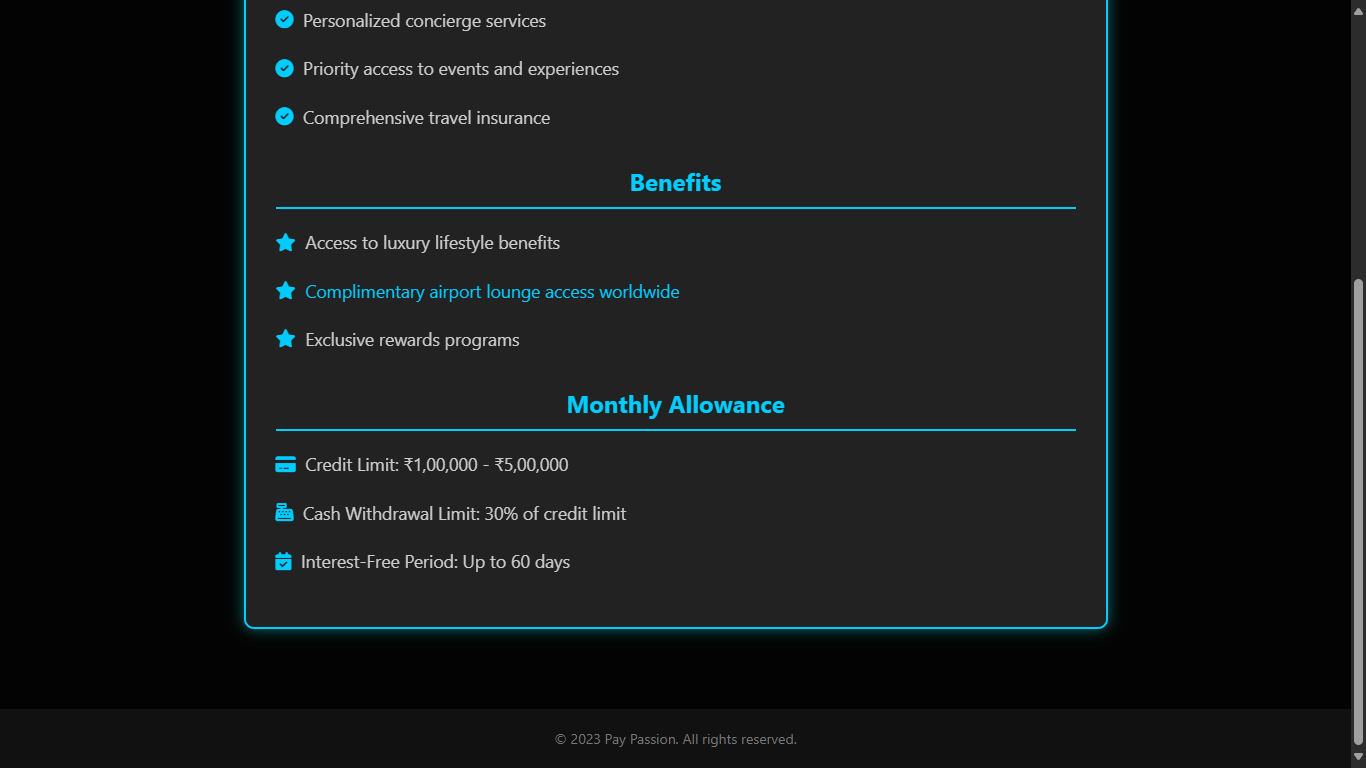 Personalized concierge services
Priority access to events and experiences
Comprehensive travel insurance
Benefits
Access to luxury lifestyle benefits
Complimentary airport lounge access worldwide
Exclusive rewards programs
Monthly Allowance
Credit Limit: ₹1,00,000 - ₹5,00,000
Cash Withdrawal Limit: 30% of credit limit
Interest-Free Period: Up to 60 days
© 2023 Pay Passion. All rights reserved.